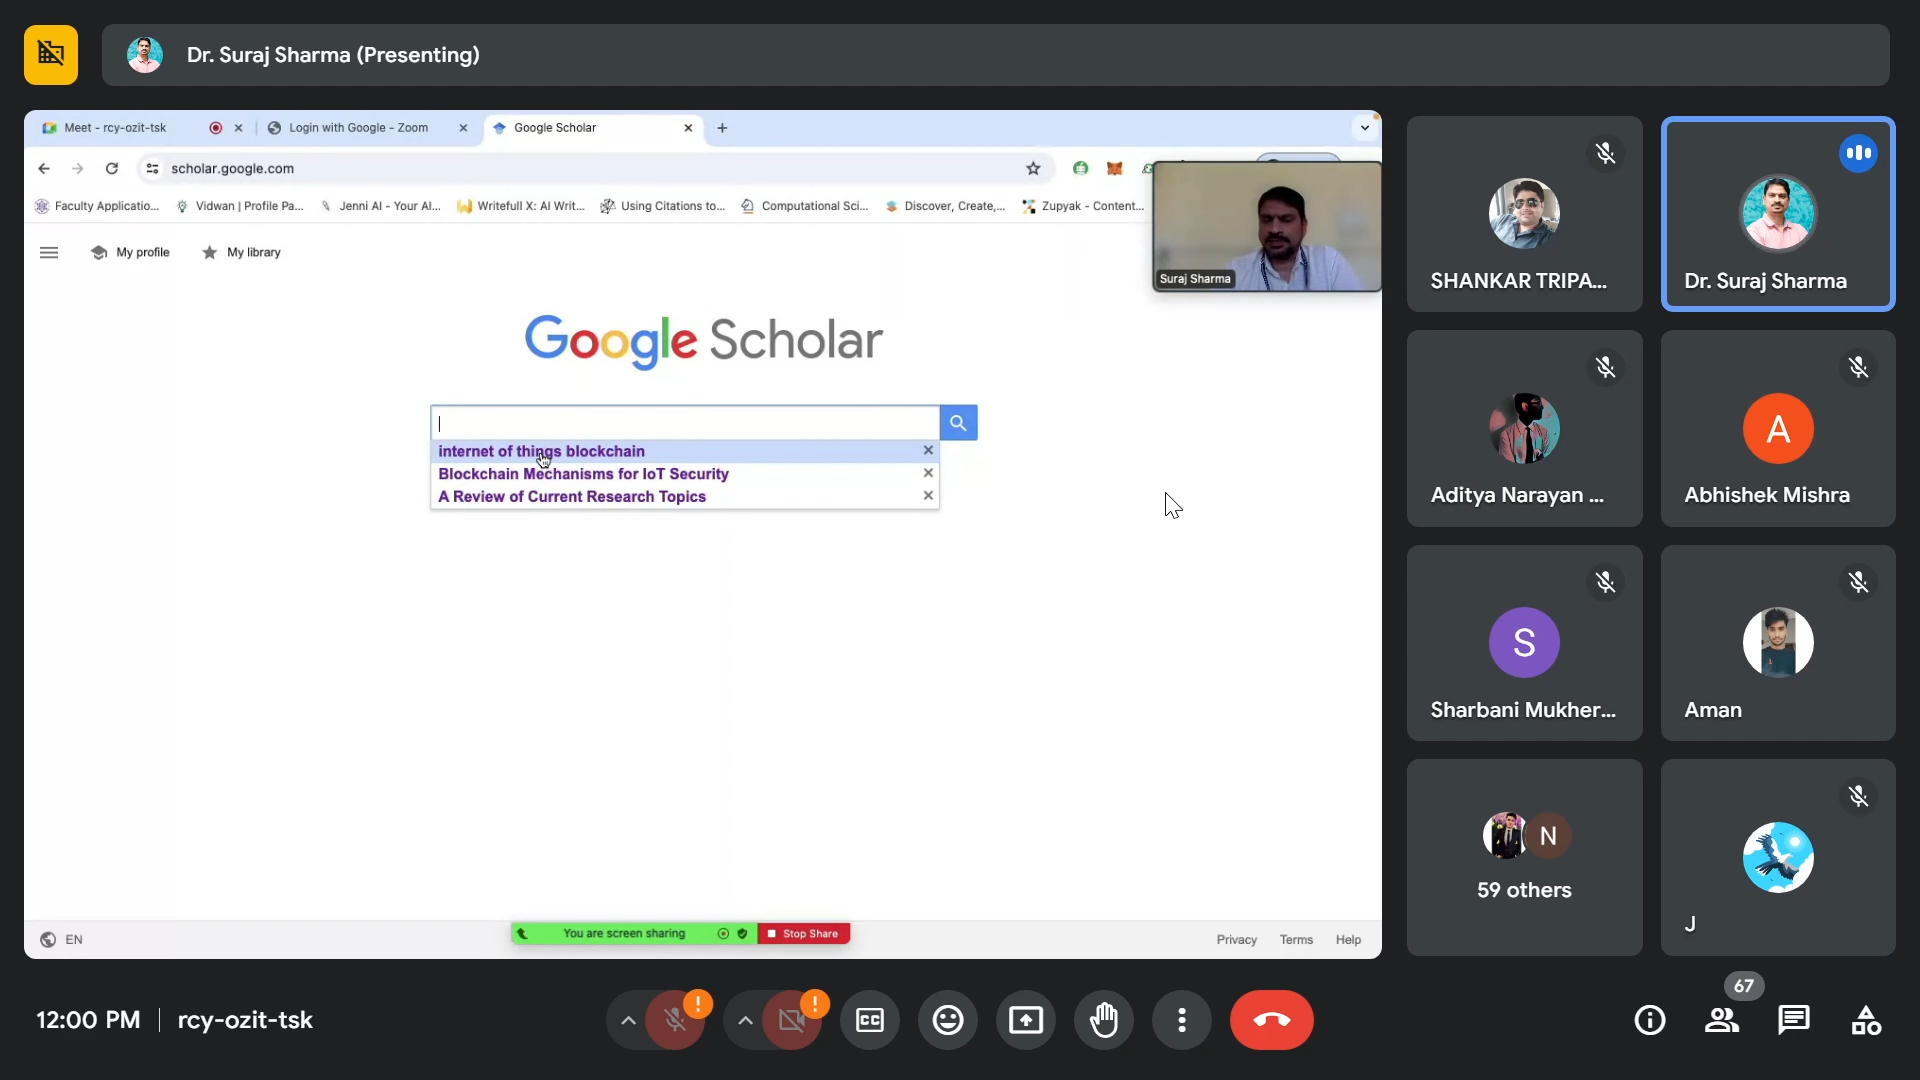 Dr. Suraj Sharma (Presenting)
Meet - rcy-ozit-tsk
Login with Google - Zoom
Google Scholar
scholar.google.com
Faculty Applicatio...
Vidwan | Profile Pa...
Jenni AI - Your AI...
Writefull X: AI Writ...
Using Citations to...
Computational Sci...
Discover, Create,...
Zupyak - Content...
My profile
My library
Suraj Sharma
Google Scholar
internet of things blockchain
Blockchain Mechanisms for IoT Security
A Review of Current Research Topics
EN
You are screen sharing
Stop Share
Privacy
Terms
Help
SHANKAR TRIPA...
Dr. Suraj Sharma
Aditya Narayan ...
A
Abhishek Mishra
S
Sharbani Mukher...
Aman
N
59 others
J
12:00 PM
rcy-ozit-tsk
CC
67